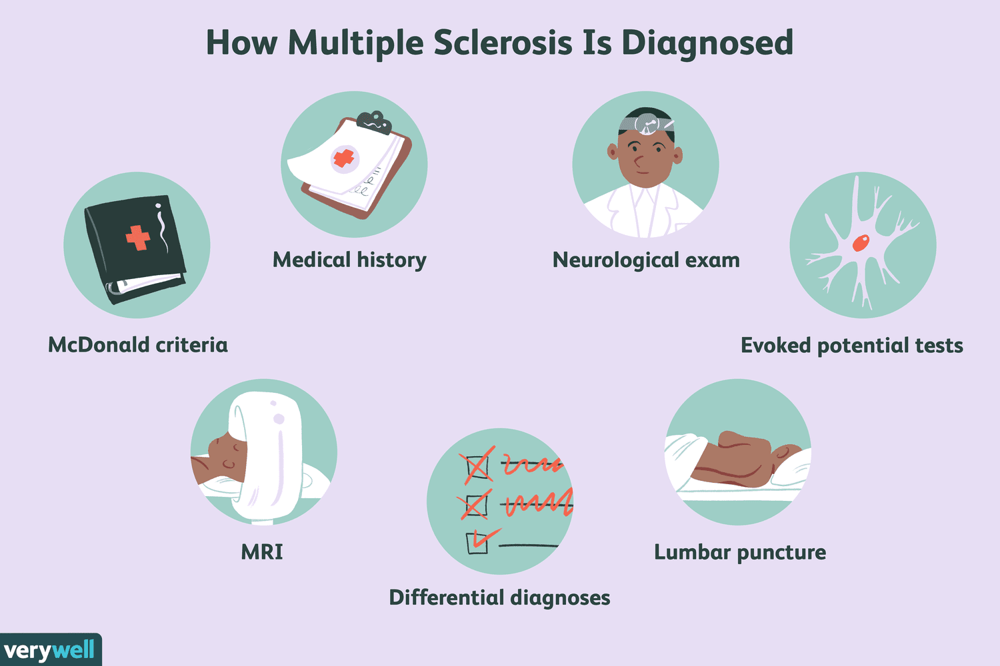 How Multiple Sclerosis Is Diagnosed
Medical history
Neurological exam
McDonald criteria
Evoked potential tests
MRI
Lumbar puncture
Differential diagnoses
verywell